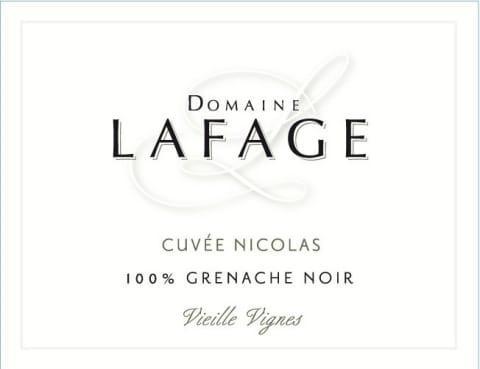 DOMAINE
LAFAGE
CUVÉE NICOLAS
100% GRENACHE NOIR
Vieille Vignes